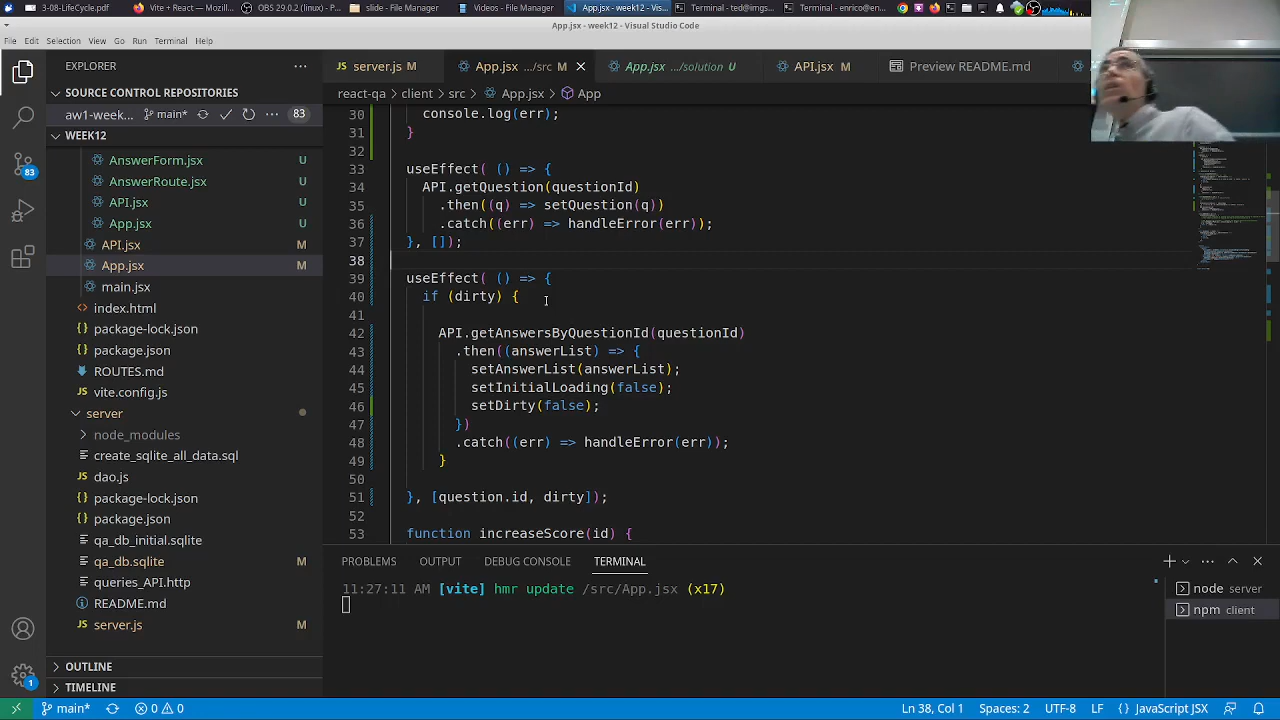 3-08-LifeCycle.pdf
Vite + React - Chromium
OBS 29.0.2 (linux) - P...
slide - File Manager
Videos - File Manager
App.jsx - week12 - Vis...
Terminal - ted@imgs...
Terminal - enrico@en...
App.jsx - week12 - Visual Studio Code
File Edit Selection View Go Run Terminal Help
EXPLORER
server.js M
App.jsx .../src
App.jsx .../solution U
API.jsx M
Preview README.md
SOURCE CONTROL REPOSITORIES
react-qa > client > src > App.jsx > App
aw1-week... main* 83
WEEK12
AnswerForm.jsx U
AnswerRoute.jsx U
API.jsx U
App.jsx U
API.jsx M
App.jsx M
main.jsx
index.html
package-lock.json
package.json
ROUTES.md
vite.config.js
server
node_modules
create_sqlite_all_data.sql
dao.js
package-lock.json
package.json
qa_db_initial.sqlite
qa_db.sqlite M
queries_API.http
README.md
server.js M
OUTLINE
TIMELINE
83
1
30 console.log(err);
31 }
32
33 useEffect( () => {
34 API.getQuestion(questionId)
35 .then((q) => setQuestion(q))
36 .catch((err) => handleError(err));
37 }, []);
38
39 useEffect( () => {
40 if (dirty) {
41
42 API.getAnswersByQuestionId(questionId)
43 .then((answerList) => {
44 setAnswerList(answerList);
45 setInitialLoading(false);
46 setDirty(false);
47 })
48 .catch((err) => handleError(err));
49 }
50
51 }, [question.id, dirty]);
52
53 function increaseScore(id) {
PROBLEMS OUTPUT DEBUG CONSOLE TERMINAL
11:27:11 AM [vite] hmr update /src/App.jsx (x17)
node server
npm client
main* 0 0 Ln 38, Col 1 Spaces: 2 UTF-8 LF {} JavaScript JSX